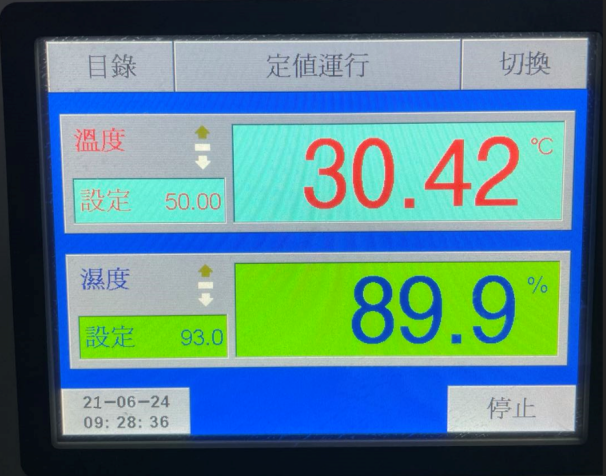 目錄 定值運行 切換
溫度
30.42 ℃
設定 50.00
濕度
89.9 %
設定 93.0
21-06-24
09:28:36
停止